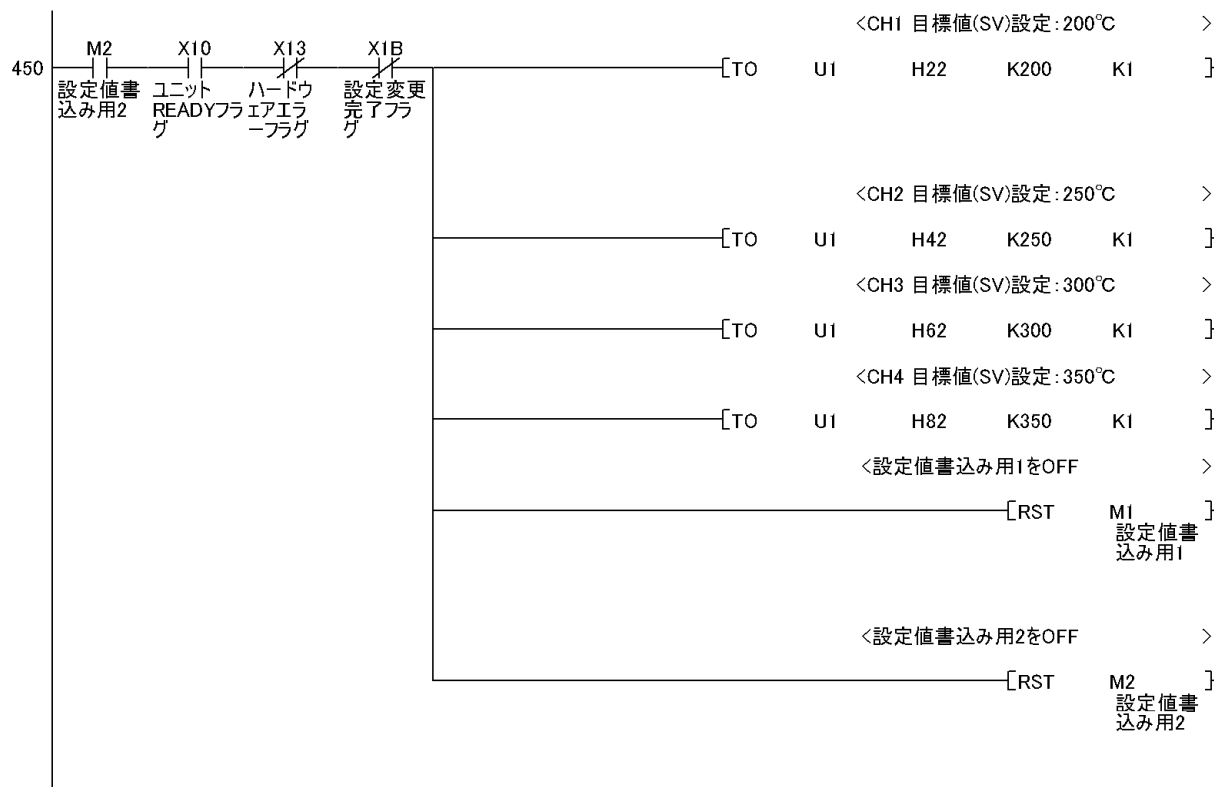 <CH1 目標値(SV)設定:200℃ >
M2 X10 X13 X1B
450 [TO U1 H22 K200 K1 ]
設定値書込み用2 ユニットREADYフラグ ハードウェアエラーフラグ 設定変更完了フラグ
<CH2 目標値(SV)設定:250℃ >
[TO U1 H42 K250 K1 ]
<CH3 目標値(SV)設定:300℃ >
[TO U1 H62 K300 K1 ]
<CH4 目標値(SV)設定:350℃ >
[TO U1 H82 K350 K1 ]
<設定値書込み用1をOFF >
[RST M1 ]
設定値書
込み用1
<設定値書込み用2をOFF >
[RST M2 ]
設定値書
込み用2